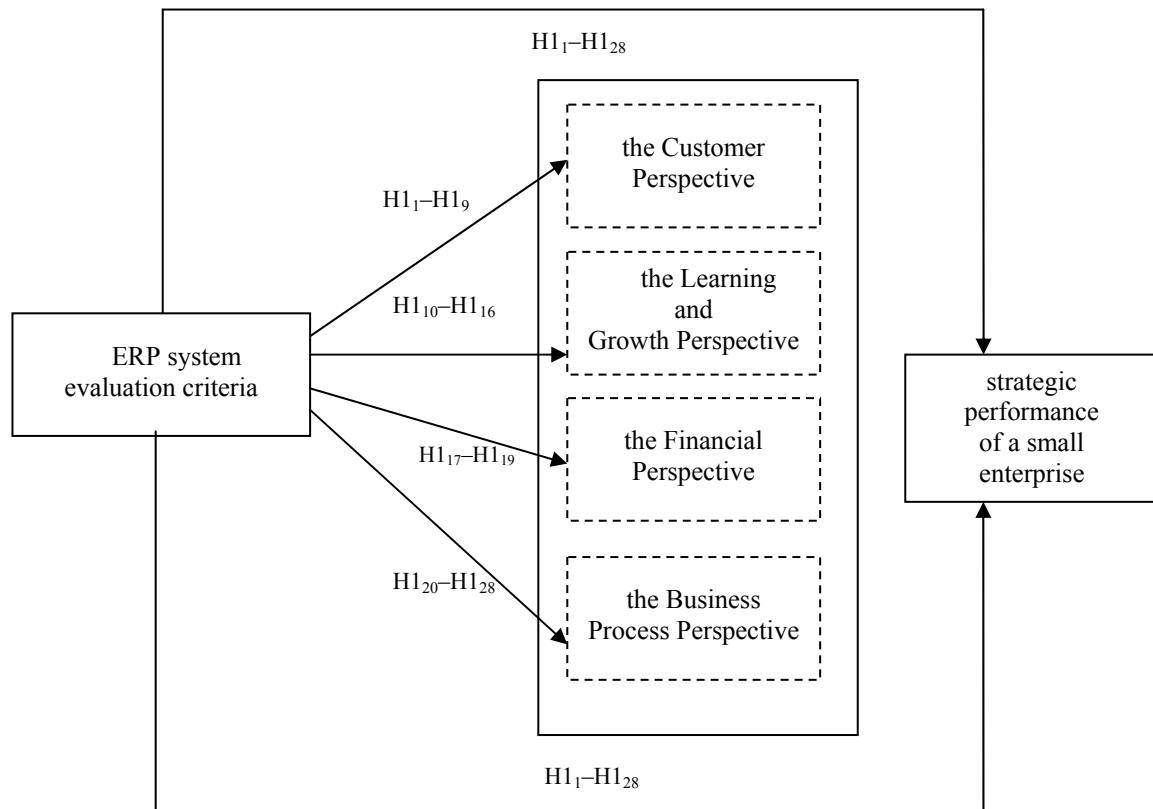 H1₁–H1₂₈
the Customer
Perspective
H1₁–H1₉
the Learning
and
Growth Perspective
H1₁₀–H1₁₆
ERP system
evaluation criteria
strategic
performance
of a small
enterprise
the Financial
Perspective
H1₁₇–H1₁₉
H1₂₀–H1₂₈
the Business
Process Perspective
H1₁–H1₂₈